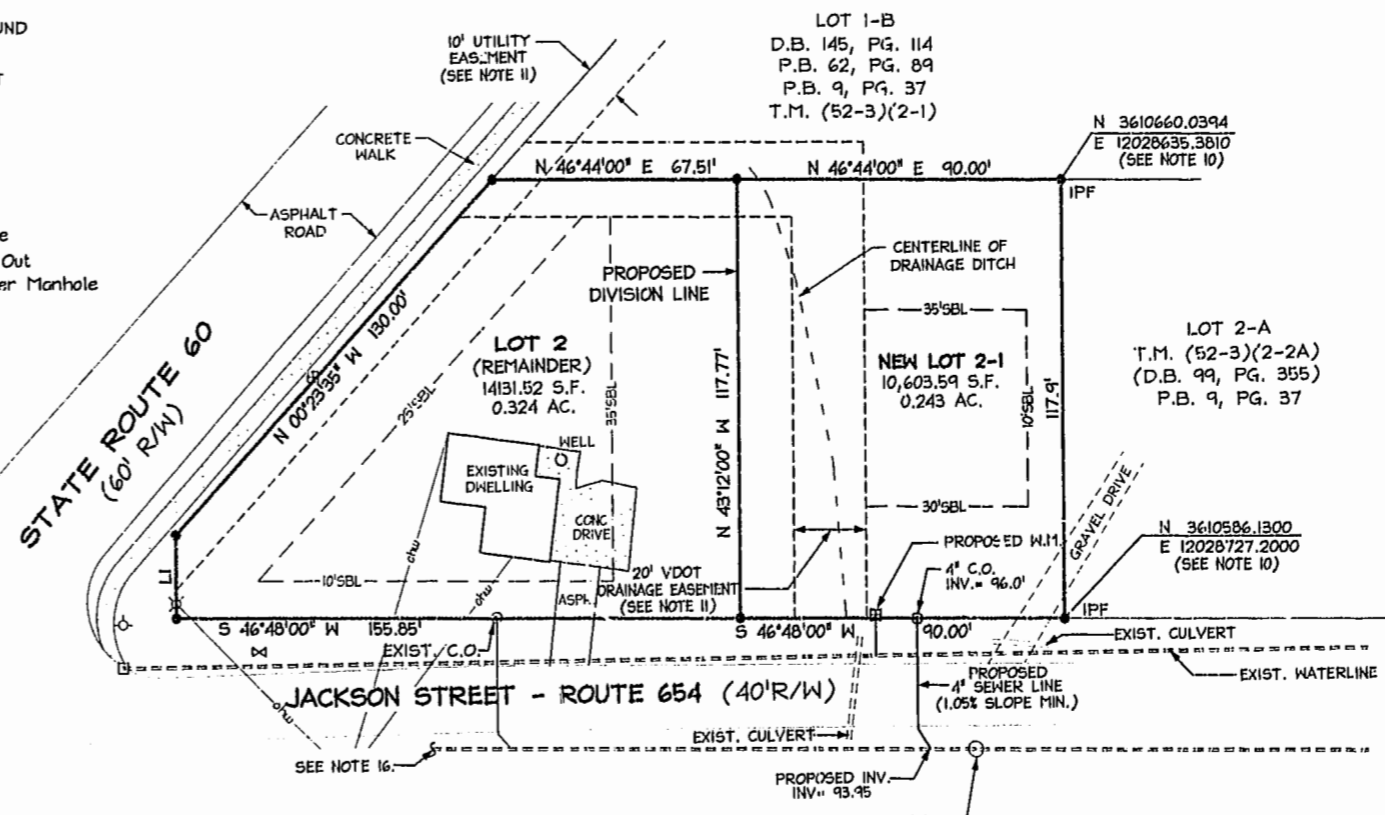 UND
T
e
Out
er Manhole
LOT 1-B
D.B. 145, PG. 114
P.B. 62, PG. 89
P.B. 9, PG. 37
T.M. (52-3)(2-1)
10' UTILITY
EASEMENT
(SEE NOTE 11)
CONCRETE
WALK
ASPHALT
ROAD
N 46°44'00" E 67.51'
N 46°44'00" E 90.00'
N 3610660.0394
E 12028635.3810
(SEE NOTE 10)
IPF
CENTERLINE OF
DRAINAGE DITCH
PROPOSED
DIVISION LINE
STATE ROUTE 60
(60' R/W)
N 00°23'35" W 130.00'
25'SBL
LOT 2
(REMAINDER)
14131.52 S.F.
0.324 AC.
35'SBL
N 43°12'00" W 117.77'
35'SBL
NEW LOT 2-1
10,603.59 S.F.
0.243 AC.
10'SBL
30'SBL
117.9'
LOT 2-A
T.M. (52-3)(2-2A)
(D.B. 99, PG. 355)
P.B. 9, PG. 37
WELL
EXISTING
DWELLING
CONC
DRIVE
ohw
ohw
10'SBL
ASPH.
20' VDOT
DRAINAGE EASEMENT
(SEE NOTE 11)
PROPOSED W.M.
4" C.O.
INV.= 96.0'
GRAVEL DRIVE
N 3610586.1300
E 12028727.2000
(SEE NOTE 10)
IPF
L1
S 46°48'00" W 155.85'
S 46°48'00" W 90.00'
EXIST. C.O.
EXIST. CULVERT
EXIST. WATERLINE
PROPOSED
4" SEWER LINE
(1.05% SLOPE MIN.)
JACKSON STREET - ROUTE 654 (40'R/W)
ohw
EXIST. CULVERT
SEE NOTE 16.
PROPOSED INV.
INV= 93.95